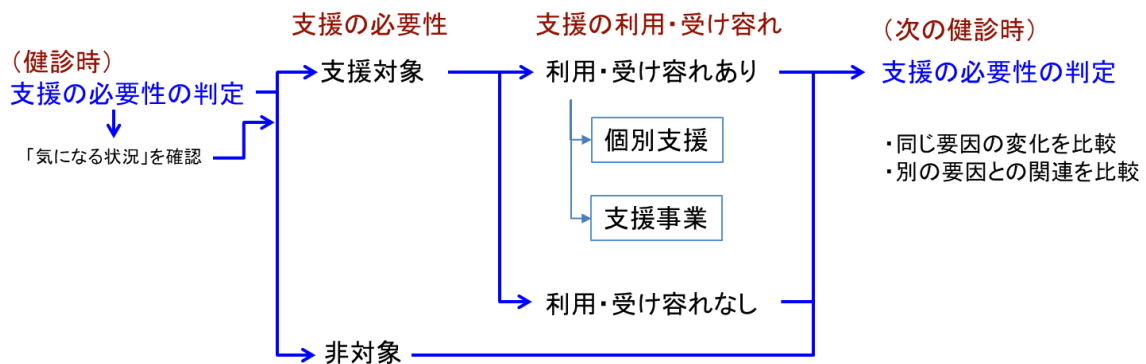 支援の必要性
支援の利用・受け容れ
（健診時）
（次の健診時）
支援の必要性の判定
支援対象
利用・受け容れあり
支援の必要性の判定
「気になる状況」を確認
個別支援
・同じ要因の変化を比較
・別の要因との関連を比較
支援事業
利用・受け容れなし
非対象